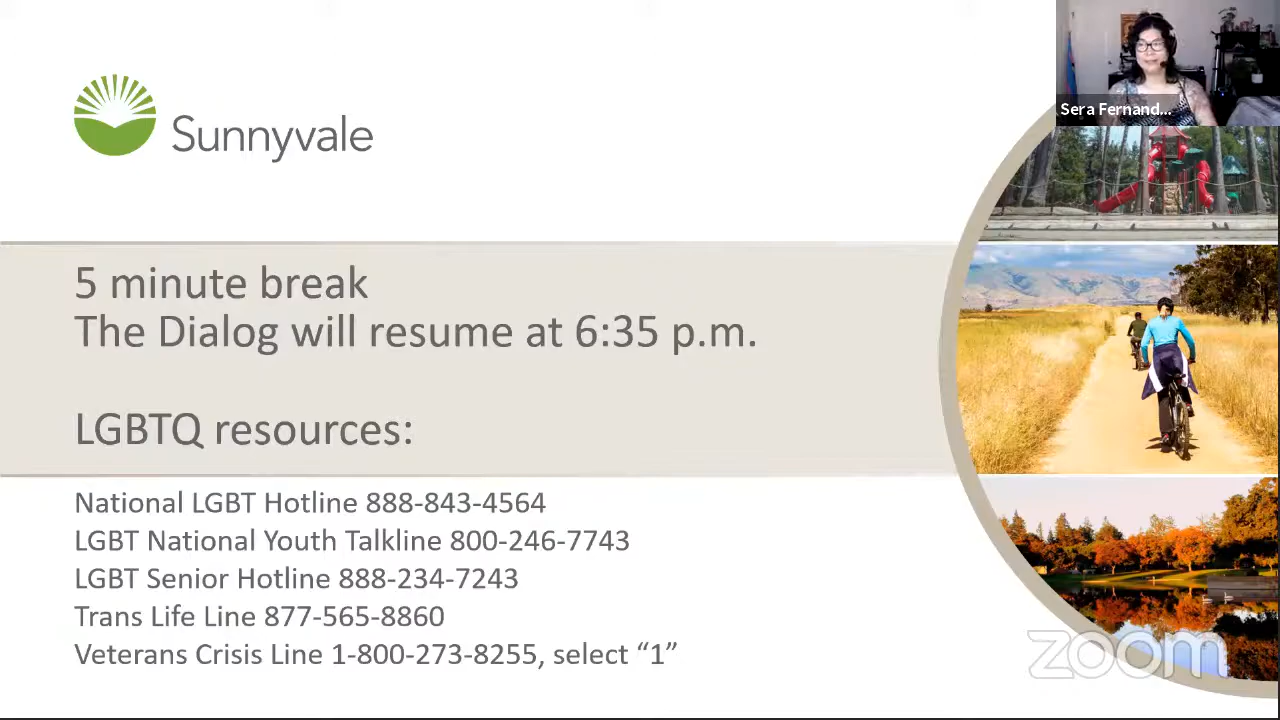 Sunnyvale
Sera Fernand...
5 minute break
The Dialog will resume at 6:35 p.m.
LGBTQ resources:
National LGBT Hotline 888-843-4564
LGBT National Youth Talkline 800-246-7743
LGBT Senior Hotline 888-234-7243
Trans Life Line 877-565-8860
Veterans Crisis Line 1-800-273-8255, select “1”
zoom